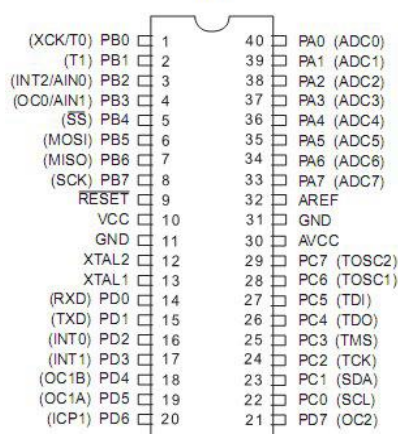 (XCK/T0) PB0 1 40 PA0 (ADC0)
(T1) PB1 2 39 PA1 (ADC1)
(INT2/AIN0) PB2 3 38 PA2 (ADC2)
(OC0/AIN1) PB3 4 37 PA3 (ADC3)
(SS) PB4 5 36 PA4 (ADC4)
(MOSI) PB5 6 35 PA5 (ADC5)
(MISO) PB6 7 34 PA6 (ADC6)
(SCK) PB7 8 33 PA7 (ADC7)
RESET 9 32 AREF
VCC 10 31 GND
GND 11 30 AVCC
XTAL2 12 29 PC7 (TOSC2)
XTAL1 13 28 PC6 (TOSC1)
(RXD) PD0 14 27 PC5 (TDI)
(TXD) PD1 15 26 PC4 (TDO)
(INT0) PD2 16 25 PC3 (TMS)
(INT1) PD3 17 24 PC2 (TCK)
(OC1B) PD4 18 23 PC1 (SDA)
(OC1A) PD5 19 22 PC0 (SCL)
(ICP1) PD6 20 21 PD7 (OC2)